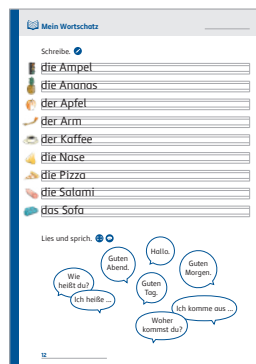 Mein Wortschatz
Schreibe.
die Ampel
die Ananas
der Apfel
der Arm
der Kaffee
die Nase
die Pizza
die Salami
das Sofa
Lies und sprich.
Hallo.
Guten
Abend.
Guten
Morgen.
Wie
heißt du?
Guten
Tag.
Ich heiße ...
Ich komme aus ...
Woher
kommst du?
12